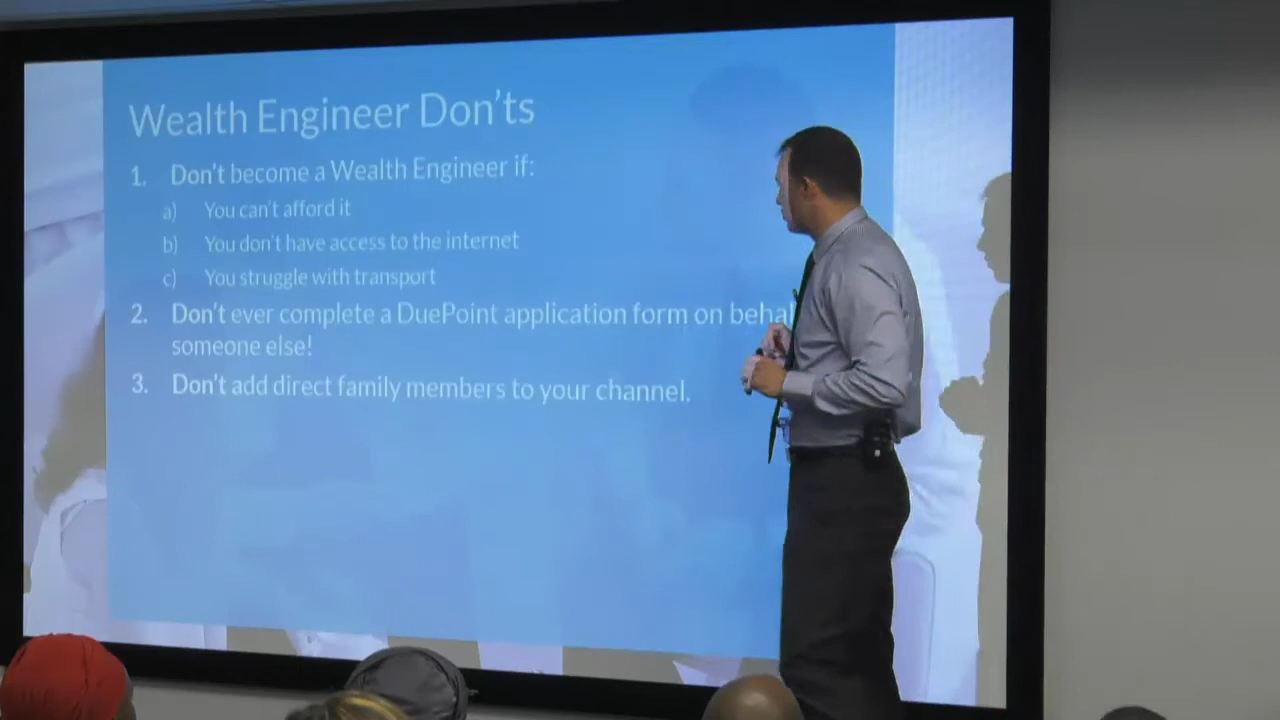 Wealth Engineer Don'ts
1. Don't become a Wealth Engineer if:
a) You can't afford it
b) You don't have access to the internet
c) You struggle with transport
2. Don't ever complete a DuePoint application form on
someone else!
3. Don't add direct family members to your channel.